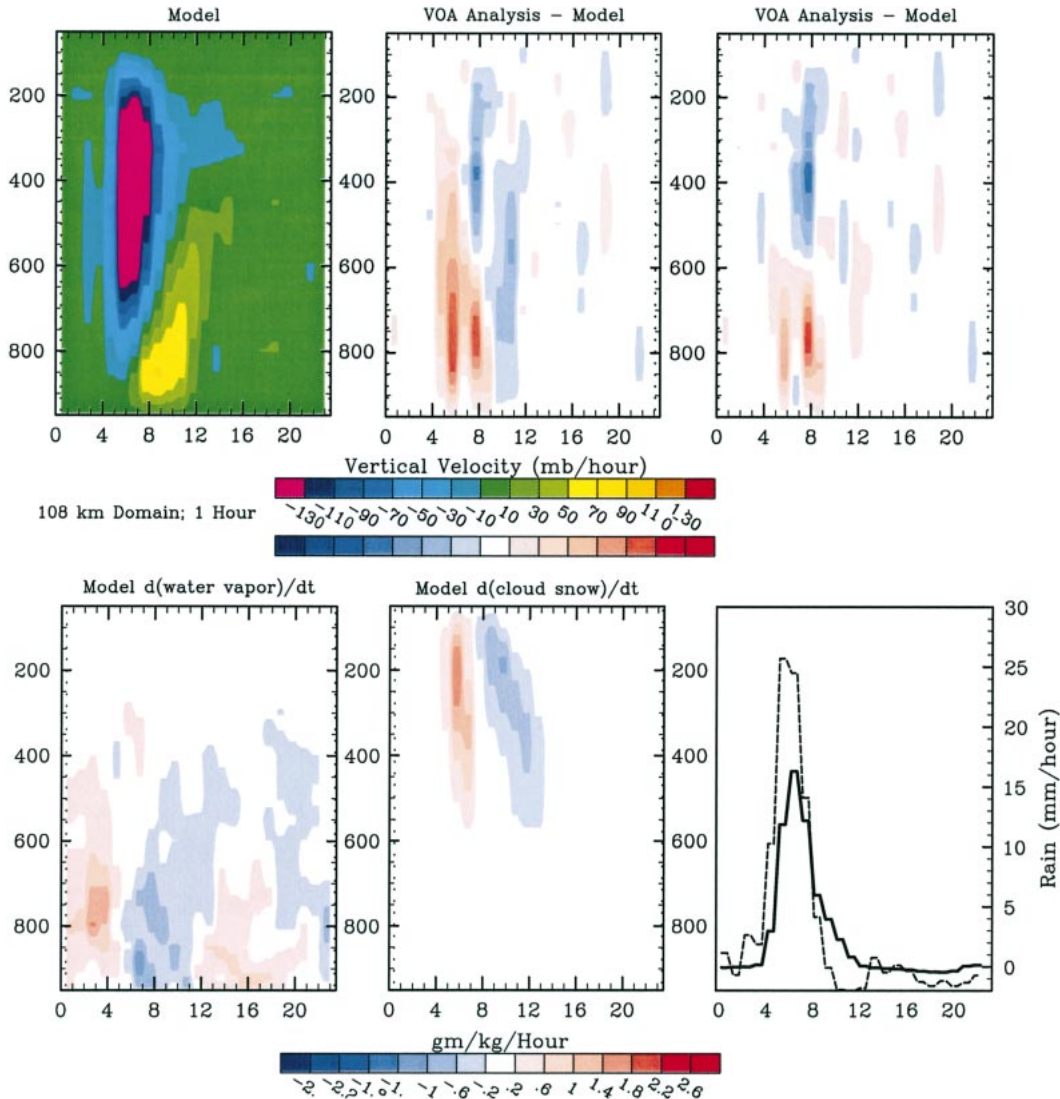 Model
VOA Analysis - Model
VOA Analysis - Model
200
400
600
800
200
400
600
800
200
400
600
800
0 4 8 12 16 20
0 4 8 12 16 20
0 4 8 12 16 20
Vertical Velocity (mb/hour)
108 km Domain; 1 Hour
-130 -110 -90 -70 -50 -30 -10 10 30 50 70 90
Model d(water vapor)/dt
Model d(cloud snow)/dt
200
400
600
800
200
400
600
800
200
400
600
800
30
25
20
15
10
5
0
Rain (mm/hour)
0 4 8 12 16 20
0 4 8 12 16 20
0 4 8 12 16 20
gm/kg/Hour
-2. -1. -1 -.6 -.2 .2 .6 1 1.4 1.8 2.2 2.6